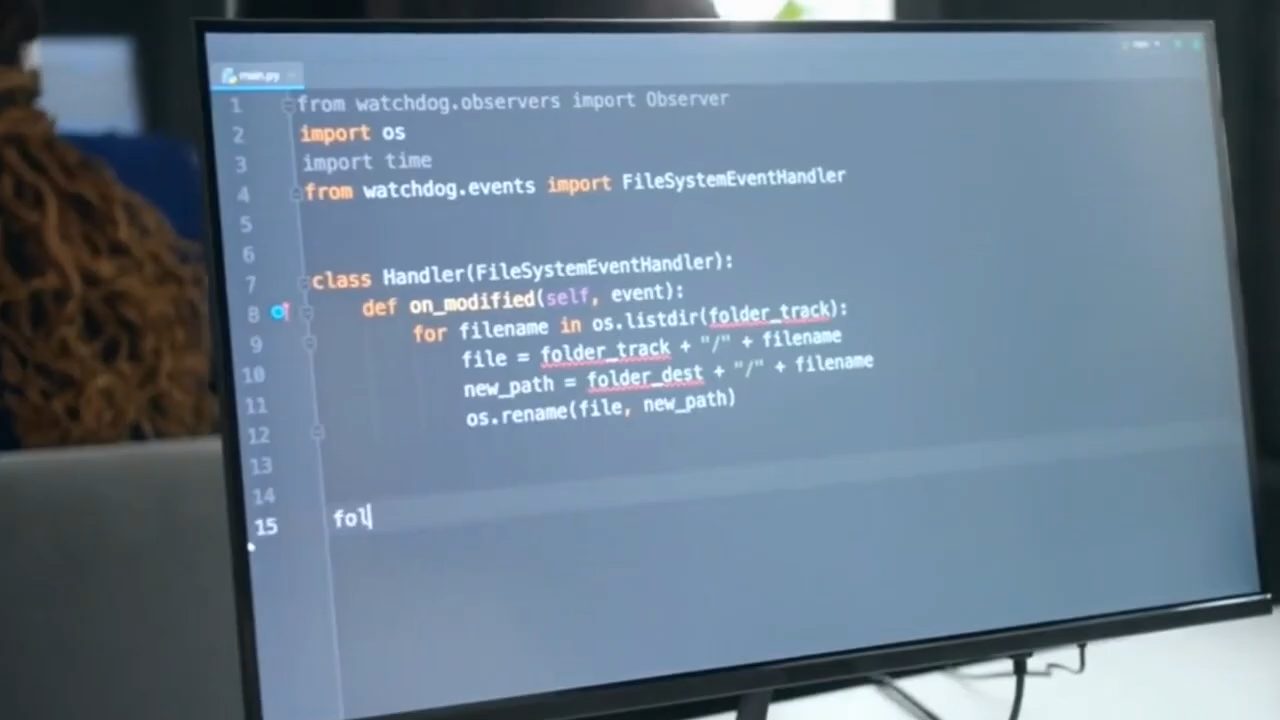 main.py
1 from watchdog.observers import Observer
2 import os
3 import time
4 from watchdog.events import FileSystemEventHandler
5
6
7 class Handler(FileSystemEventHandler):
8 def on_modified(self, event):
9 for filename in os.listdir(folder_track):
10 file = folder_track + "/" + filename
11 new_path = folder_dest + "/" + filename
12 os.rename(file, new_path)
13
14
15 fol